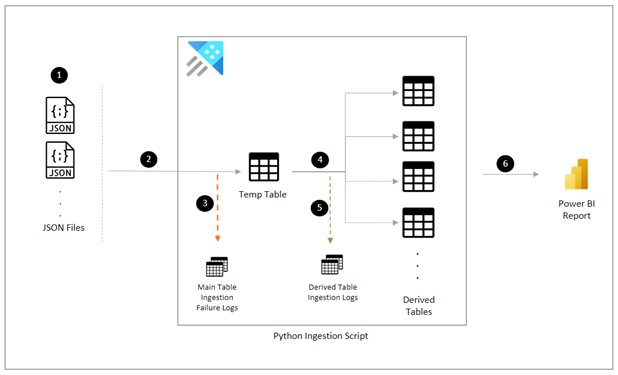 1
{;}
JSON
{;}
JSON
.
.
.
JSON Files
2
3
Main Table
Ingestion
Failure Logs
Temp Table
4
5
Derived Table
Ingestion Logs
.
.
.
Derived
Tables
6
Power BI
Report
Python Ingestion Script